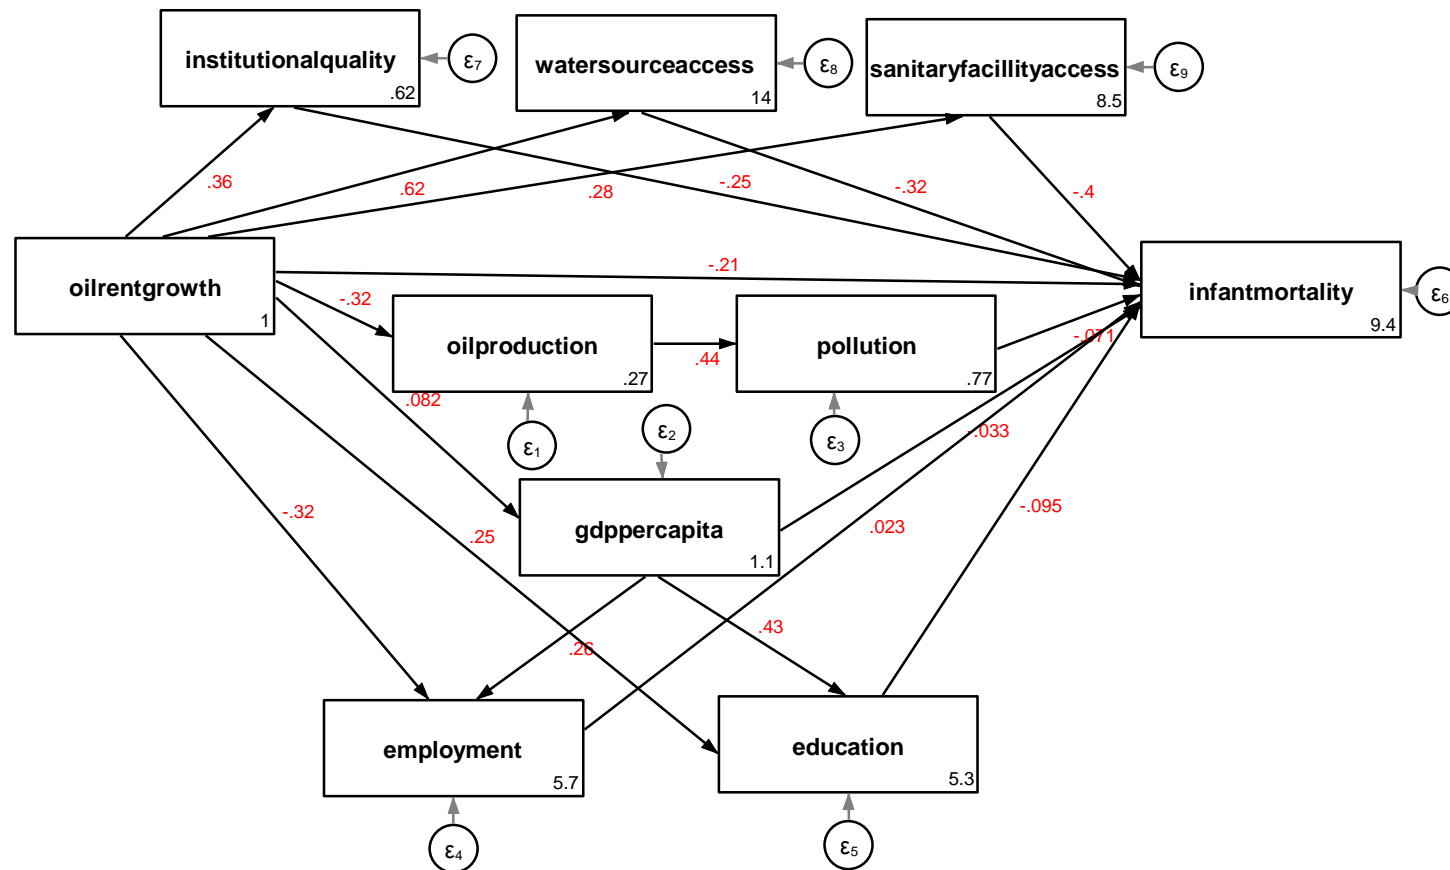 institutionalquality
.62
ε7
watersourceaccess
14
ε8
sanitaryfacillityaccess
8.5
ε9
.36
.62
.28
-.25
-.32
-.4
oilrentgrowth
1
-.21
infantmortality
9.4
ε6
-.32
oilproduction
.27
.44
pollution
.77
-.071
.082
ε1
ε2
ε3
-.033
gdppercapita
1.1
-.32
.25
.023
-.095
.26
.43
employment
5.7
education
5.3
ε4
ε5